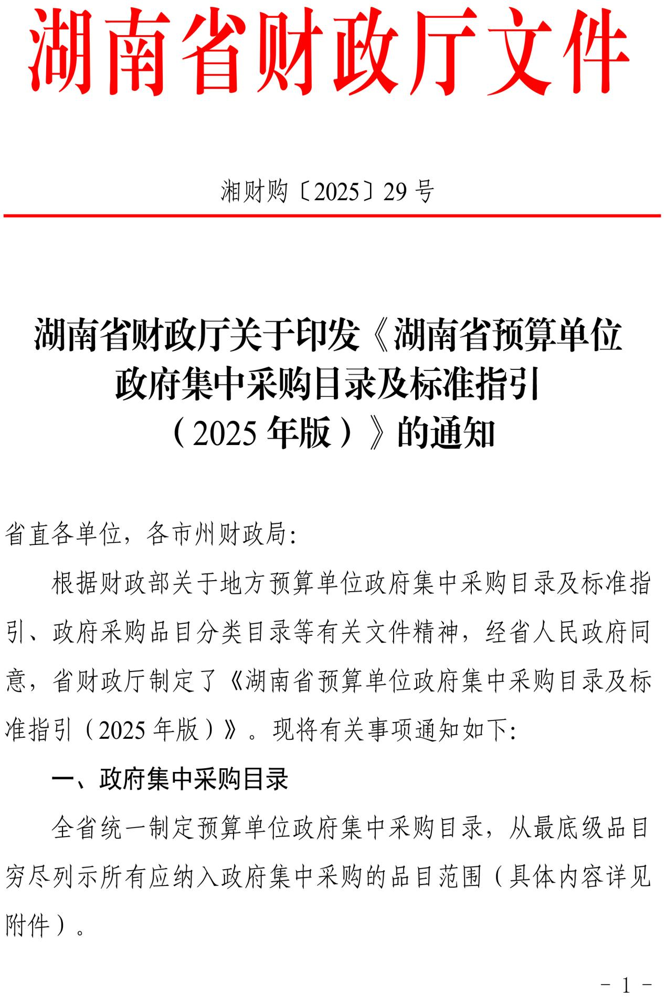 湖南省财政厅文件
湘财购〔2025〕29 号
湖南省财政厅关于印发《湖南省预算单位
政府集中采购目录及标准指引
（2025 年版）》的通知
省直各单位，各市州财政局：
根据财政部关于地方预算单位政府集中采购目录及标准指
引、政府采购品目分类目录等有关文件精神，经省人民政府同
意，省财政厅制定了《湖南省预算单位政府集中采购目录及标
准指引（2025 年版）》。现将有关事项通知如下：
一、政府集中采购目录
全省统一制定预算单位政府集中采购目录，从最底级品目
穷尽列示所有应纳入政府集中采购的品目范围（具体内容详见
附件）。
- 1 -